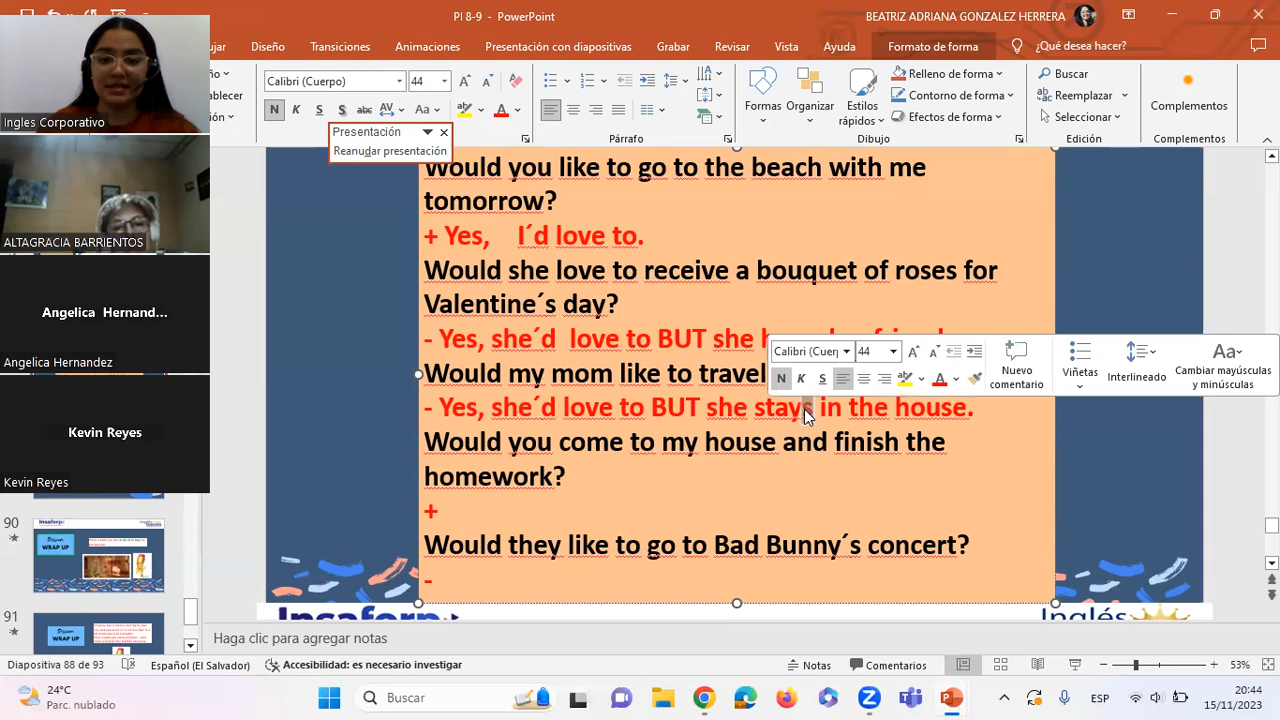 PI 8-9 - PowerPoint
BEATRIZ ADRIANA GONZALEZ HERRERA
Diseño
Transiciones
Animaciones
Presentación con diapositivas
Grabar
Revisar
Vista
Ayuda
Formato de forma
¿Qué desea hacer?
Calibri (Cuerpo)
44
Formas
Organizar
Estilos rápidos
Relleno de forma
Contorno de forma
Efectos de forma
Buscar
Reemplazar
Seleccionar
Complementos
Párrafo
Dibujo
Edición
Complementos
Presentación
Reanudar presentación
Ingles Corporativo
ALTAGRACIA BARRIENTOS
Angelica Hernand...
Angelica Hernandez
Kevin Reyes
Kevin Reyes
Would you like to go to the beach with me
tomorrow?
+ Yes, I´d love to.
Would she love to receive a bouquet of roses for
Valentine´s day?
- Yes, she´d love to BUT she
Would my mom like to travel
- Yes, she´d love to BUT she stays in the house.
Would you come to my house and finish the
homework?
+
Would they like to go to Bad Bunny´s concert?
-
Calibri (Cuerp
44
N K S
Nuevo comentario
Viñetas
Interlineado
Cambiar mayúsculas y minúsculas
90
WRAP UP
91
WRAP UP
Insaforp
Inglés
Haga clic para agregar notas
Diapositiva 88 de 93
Español (El Salvador)
Accesibilidad: es necesario investigar
Notas
Comentarios
53%
24°C
Parc. nublado
Buscar
ESP
20:44
15/11/2023